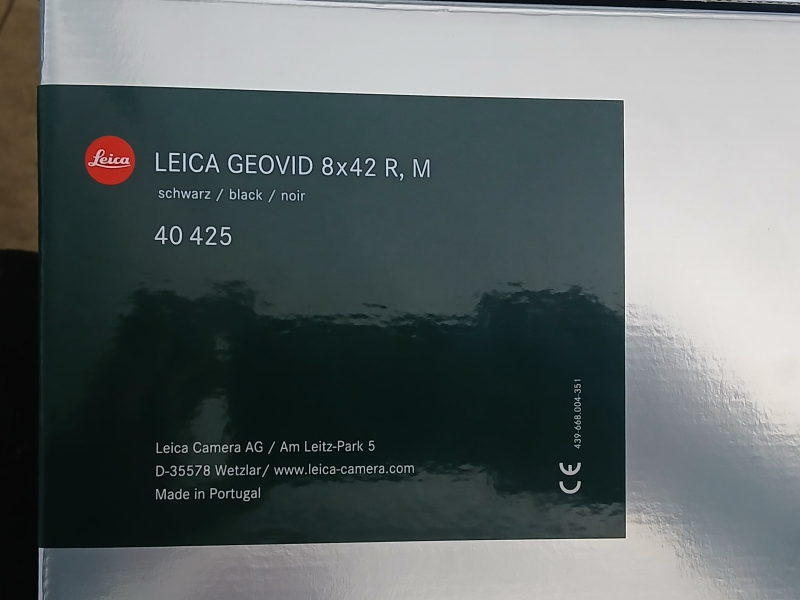 Leica
LEICA GEOVID 8x42 R, M
schwarz / black / noir
40 425
Leica Camera AG / Am Leitz-Park 5
D-35578 Wetzlar/ www.leica-camera.com
Made in Portugal
439-668.004-351
CE